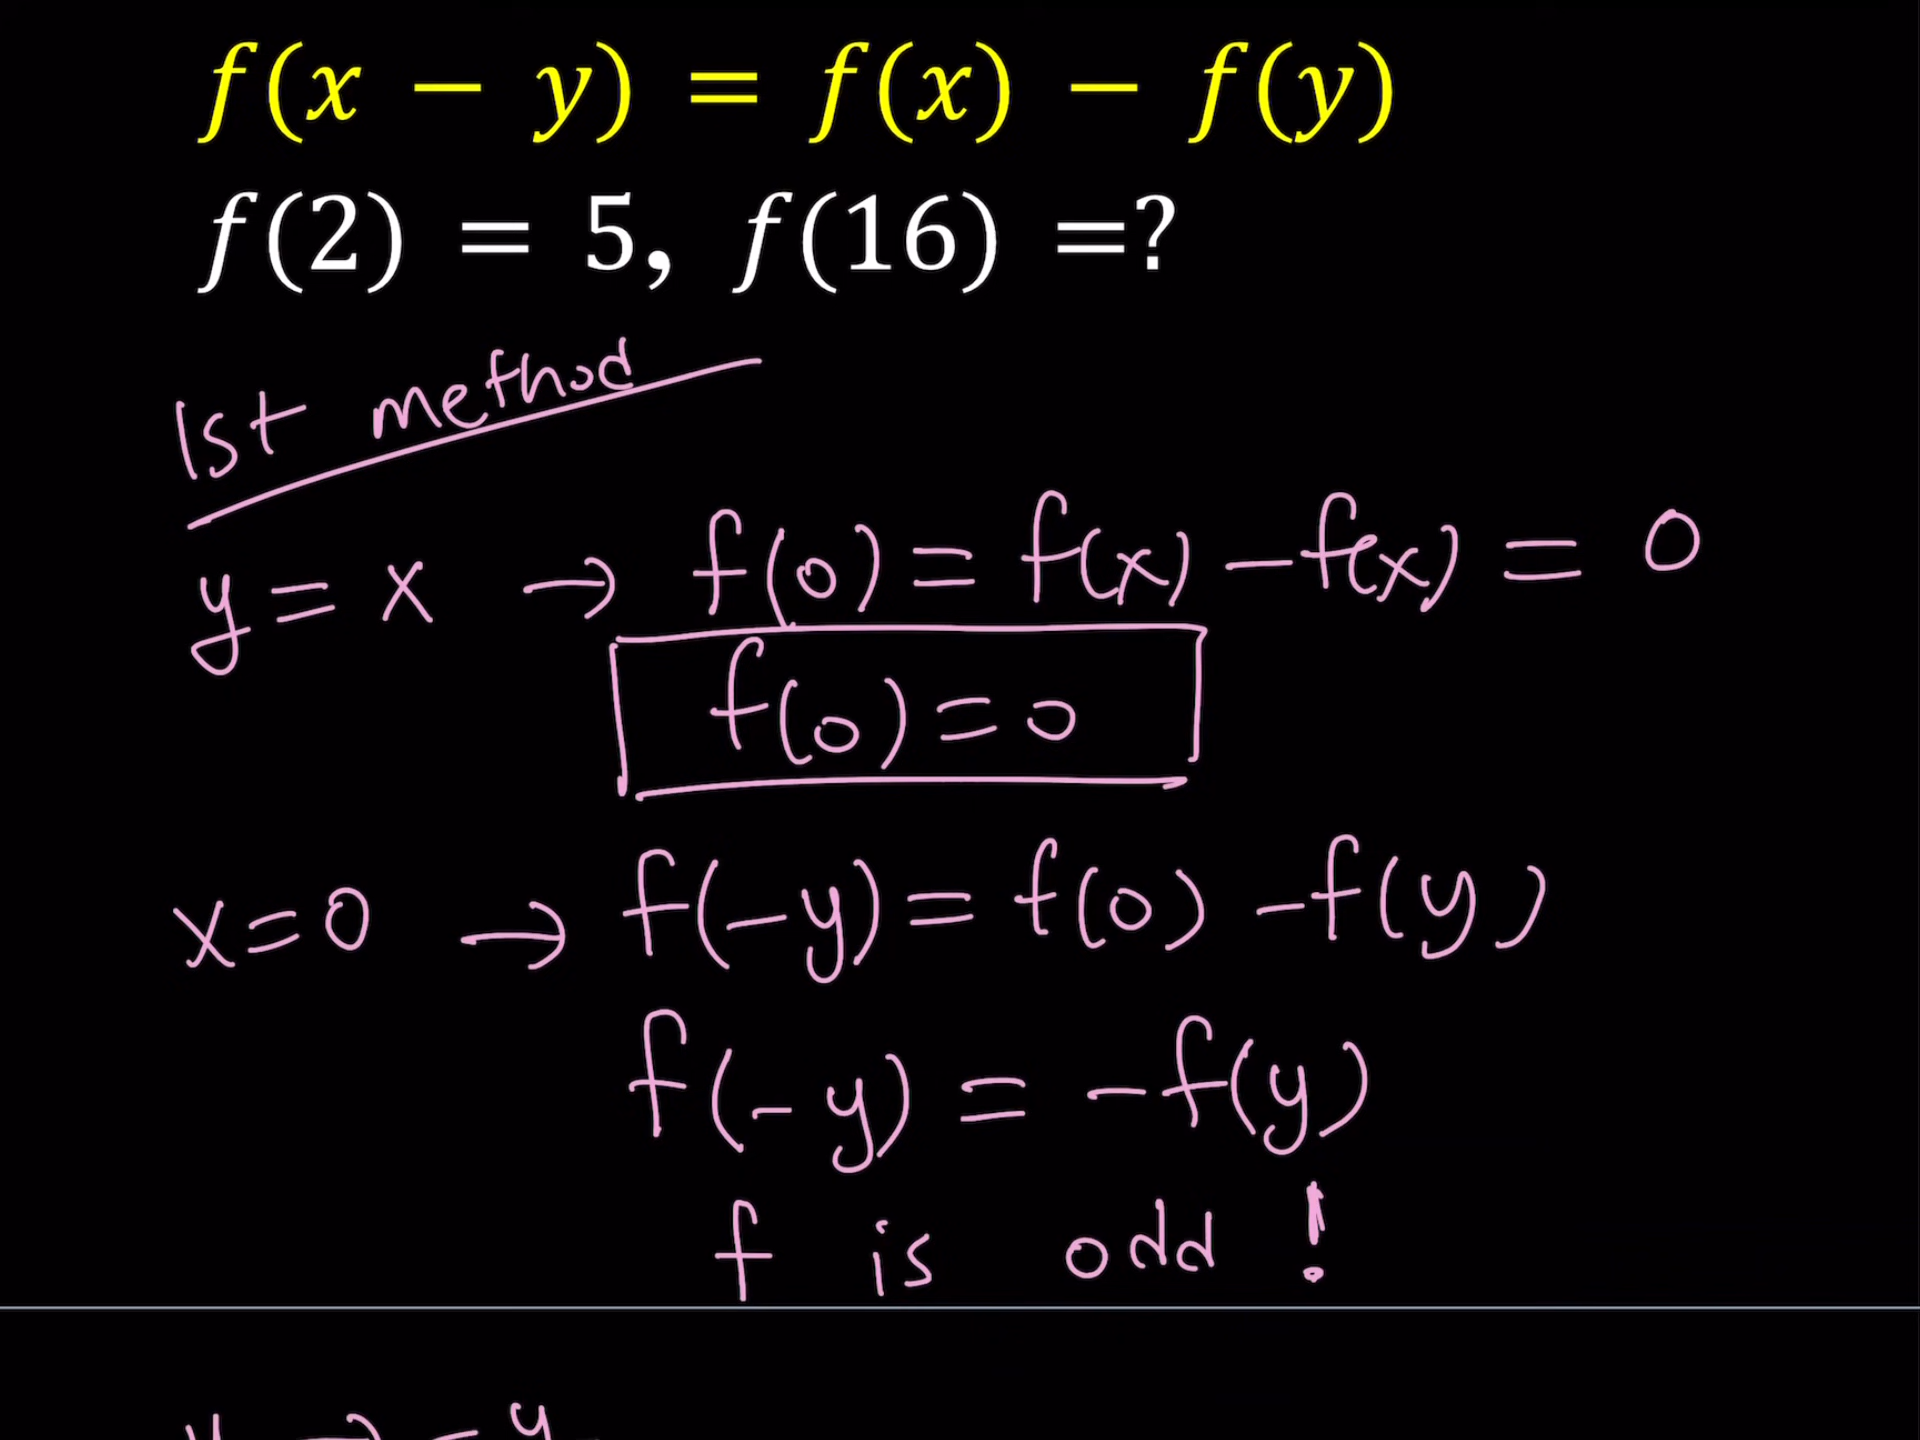 f(x − y) = f(x) − f(y)
f(2) = 5, f(16) =?
1st method
y = x → f(0) = f(x) − f(x) = 0
f(0) = 0
x = 0 → f(−y) = f(0) − f(y)
f(−y) = −f(y)
f is odd !